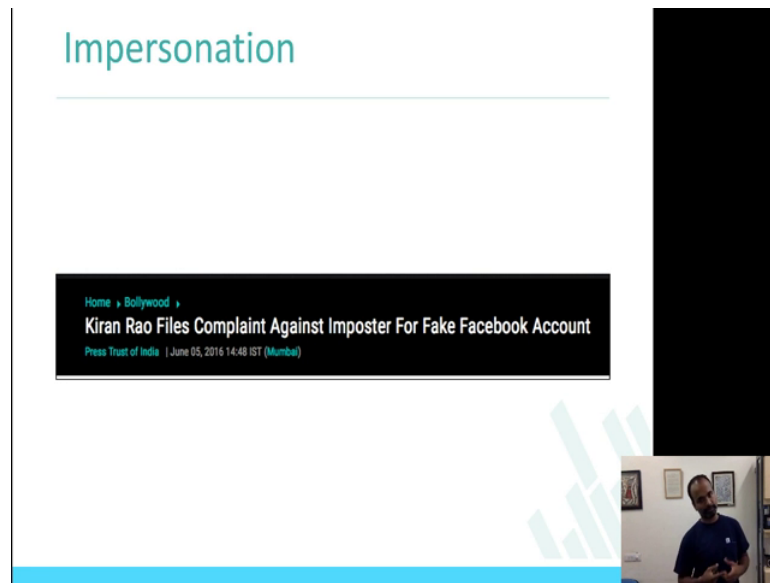 Impersonation
Home ▸ Bollywood ▸
Kiran Rao Files Complaint Against Imposter For Fake Facebook Account
Press Trust of India | June 05, 2016 14:48 IST (Mumbai)